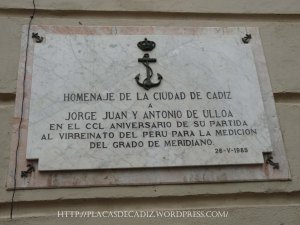 HOMENAJE DE LA CIUDAD DE CADIZ
A
JORGE JUAN Y ANTONIO DE ULLOA
EN EL CCL ANIVERSARIO DE SU PARTIDA
AL VIRREINATO DEL PERU PARA LA MEDICION
DEL GRADO DE MERIDIANO.
26-V-1985
HTTP://PLACASDECADIZ.WORDPRESS.COM/